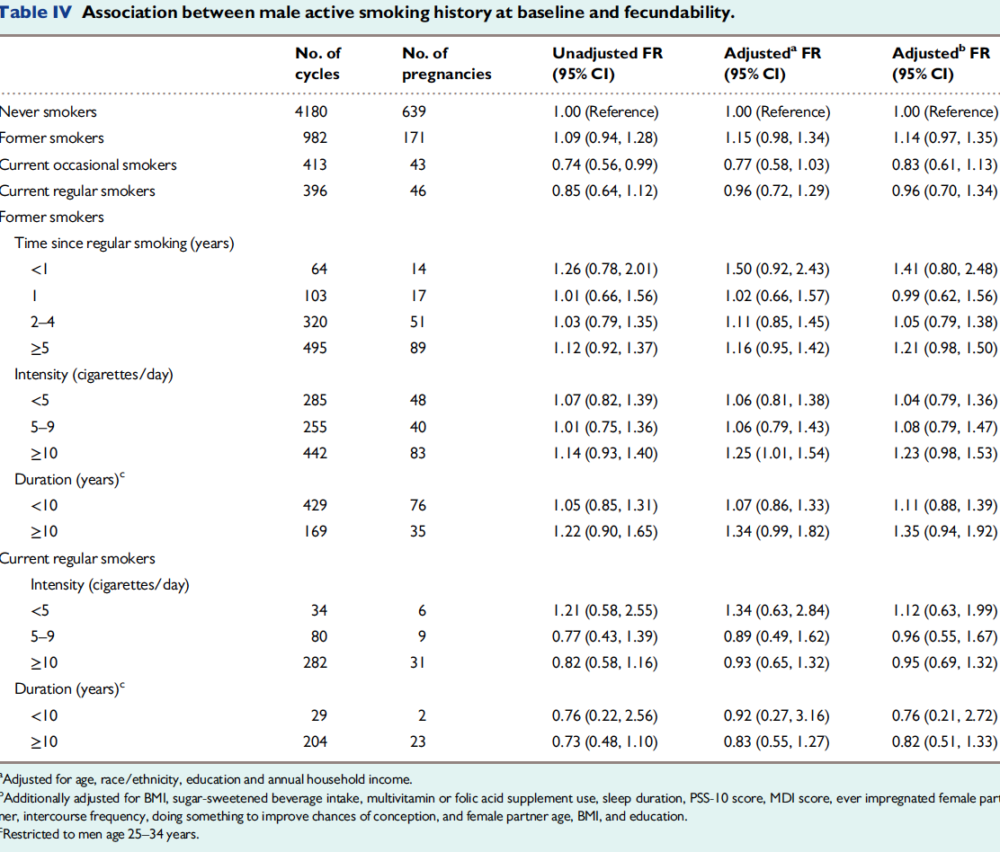 Table IV Association between male active smoking history at baseline and fecundability.
No. of cycles No. of pregnancies Unadjusted FR (95% CI) Adjustedᵃ FR (95% CI) Adjustedᵇ FR (95% CI)
Never smokers 4180 639 1.00 (Reference) 1.00 (Reference) 1.00 (Reference)
Former smokers 982 171 1.09 (0.94, 1.28) 1.15 (0.98, 1.34) 1.14 (0.97, 1.35)
Current occasional smokers 413 43 0.74 (0.56, 0.99) 0.77 (0.58, 1.03) 0.83 (0.61, 1.13)
Current regular smokers 396 46 0.85 (0.64, 1.12) 0.96 (0.72, 1.29) 0.96 (0.70, 1.34)
Former smokers
Time since regular smoking (years)
<1 64 14 1.26 (0.78, 2.01) 1.50 (0.92, 2.43) 1.41 (0.80, 2.48)
1 103 17 1.01 (0.66, 1.56) 1.02 (0.66, 1.57) 0.99 (0.62, 1.56)
2–4 320 51 1.03 (0.79, 1.35) 1.11 (0.85, 1.45) 1.05 (0.79, 1.38)
≥5 495 89 1.12 (0.92, 1.37) 1.16 (0.95, 1.42) 1.21 (0.98, 1.50)
Intensity (cigarettes/day)
<5 285 48 1.07 (0.82, 1.39) 1.06 (0.81, 1.38) 1.04 (0.79, 1.36)
5–9 255 40 1.01 (0.75, 1.36) 1.06 (0.79, 1.43) 1.08 (0.79, 1.47)
≥10 442 83 1.14 (0.93, 1.40) 1.25 (1.01, 1.54) 1.23 (0.98, 1.53)
Duration (years)ᶜ
<10 429 76 1.05 (0.85, 1.31) 1.07 (0.86, 1.33) 1.11 (0.88, 1.39)
≥10 169 35 1.22 (0.90, 1.65) 1.34 (0.99, 1.82) 1.35 (0.94, 1.92)
Current regular smokers
Intensity (cigarettes/day)
<5 34 6 1.21 (0.58, 2.55) 1.34 (0.63, 2.84) 1.12 (0.63, 1.99)
5–9 80 9 0.77 (0.43, 1.39) 0.89 (0.49, 1.62) 0.96 (0.55, 1.67)
≥10 282 31 0.82 (0.58, 1.16) 0.93 (0.65, 1.32) 0.95 (0.69, 1.32)
Duration (years)ᶜ
<10 29 2 0.76 (0.22, 2.56) 0.92 (0.27, 3.16) 0.76 (0.21, 2.72)
≥10 204 23 0.73 (0.48, 1.10) 0.83 (0.55, 1.27) 0.82 (0.51, 1.33)
ᵃAdjusted for age, race/ethnicity, education and annual household income.
ᵇAdditionally adjusted for BMI, sugar-sweetened beverage intake, multivitamin or folic acid supplement use, sleep duration, PSS-10 score, MDI score, ever impregnated female part
ner, intercourse frequency, doing something to improve chances of conception, and female partner age, BMI, and education.
ᶜRestricted to men age 25–34 years.